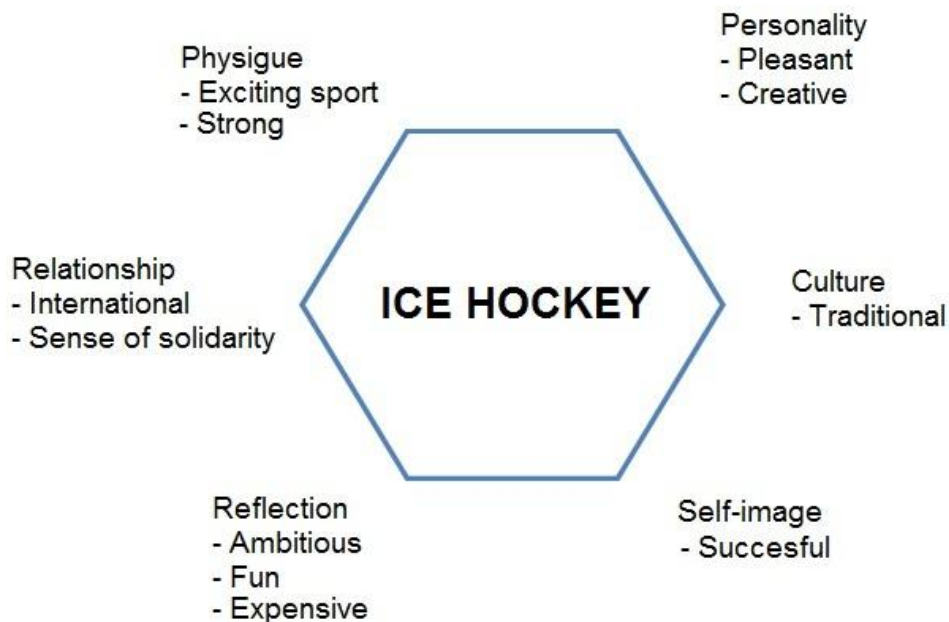 Physigue
- Exciting sport
- Strong
Personality
- Pleasant
- Creative
Relationship
- International
- Sense of solidarity
ICE HOCKEY
Culture
- Traditional
Reflection
- Ambitious
- Fun
- Expensive
Self-image
- Succesful